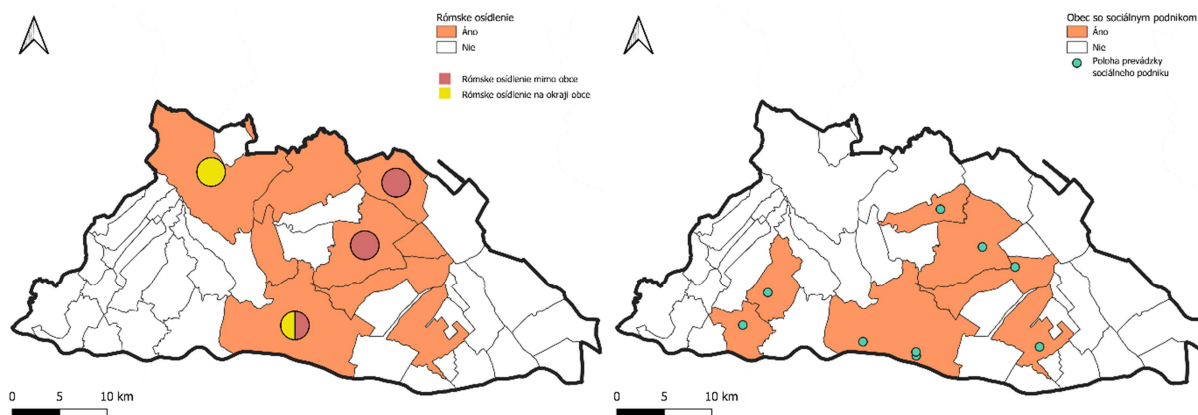 Rómske osídlenie
Áno
Nie
Rómske osídlenie mimo obce
Rómske osídlenie na okraji obce
0 5 10 km
Obec so sociálnym podnikom
Áno
Nie
Poloha prevádzky
sociálneho podniku
0 5 10 km